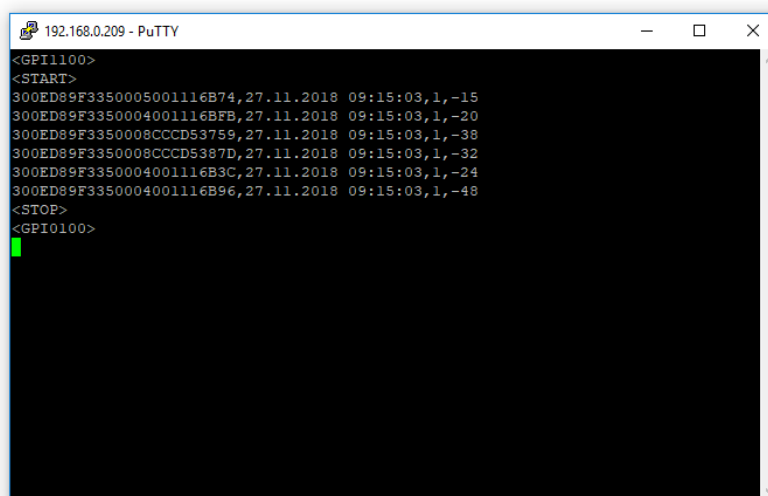 192.168.0.209 - PuTTY
<GPI1100>
<START>
300ED89F3350005001116B74,27.11.2018 09:15:03,1,-15
300ED89F3350004001116BFB,27.11.2018 09:15:03,1,-20
300ED89F3350008CCCD53759,27.11.2018 09:15:03,1,-38
300ED89F3350008CCCD5387D,27.11.2018 09:15:03,1,-32
300ED89F3350004001116B3C,27.11.2018 09:15:03,1,-24
300ED89F3350004001116B96,27.11.2018 09:15:03,1,-48
<STOP>
<GPI0100>